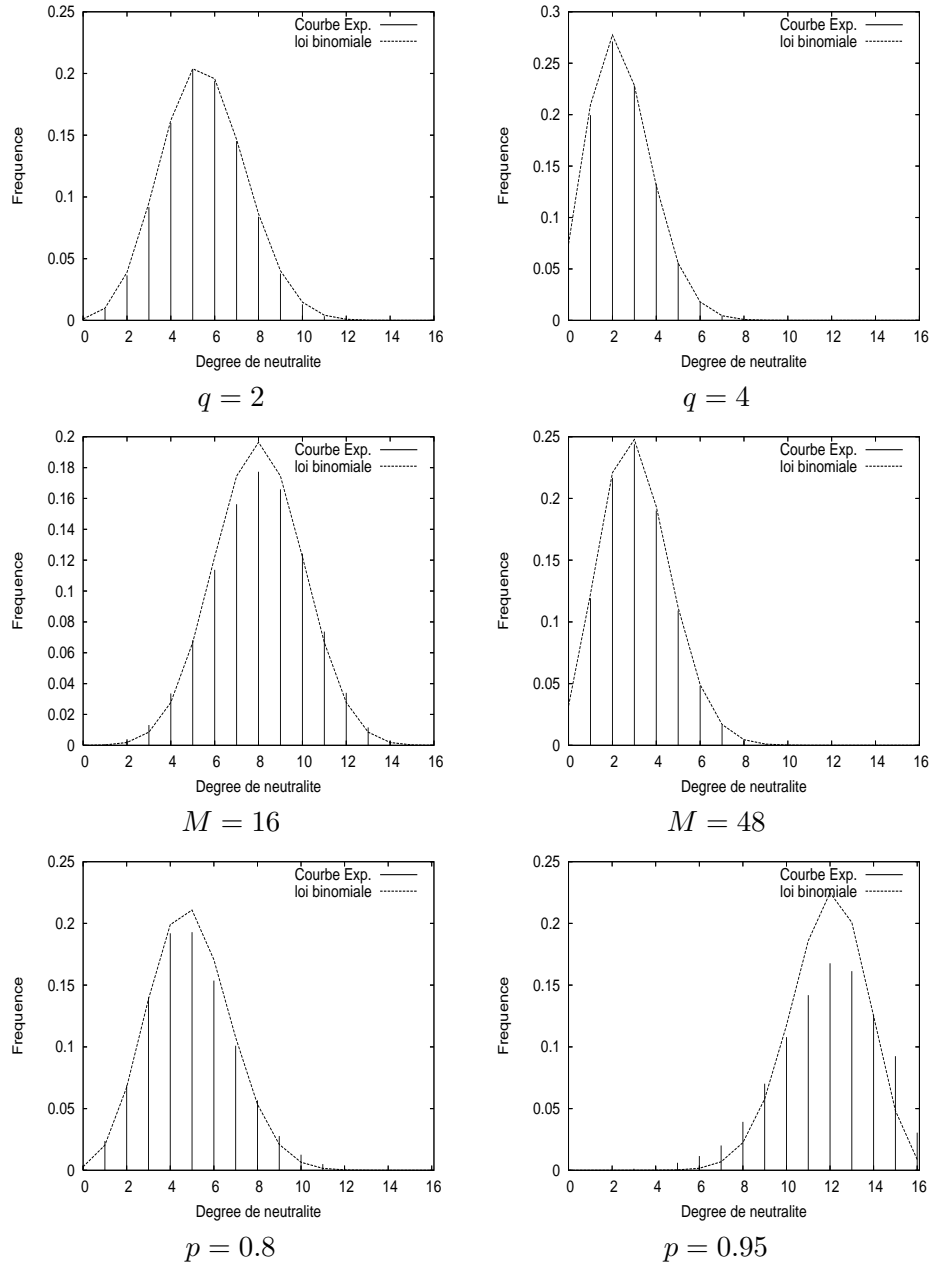 0.25
0.2
0.15
0.1
0.05
0
Frequence
Courbe Exp.
loi binomiale
0 2 4 6 8 10 12 14 16
Degree de neutralite
q = 2
0.3
0.25
0.2
0.15
0.1
0.05
0
Frequence
Courbe Exp.
loi binomiale
0 2 4 6 8 10 12 14 16
Degree de neutralite
q = 4
0.2
0.18
0.16
0.14
0.12
0.1
0.08
0.06
0.04
0.02
0
Frequence
Courbe Exp.
loi binomiale
0 2 4 6 8 10 12 14 16
Degree de neutralite
M = 16
0.25
0.2
0.15
0.1
0.05
0
Frequence
Courbe Exp.
loi binomiale
0 2 4 6 8 10 12 14 16
Degree de neutralite
M = 48
0.25
0.2
0.15
0.1
0.05
0
Frequence
Courbe Exp.
loi binomiale
0 2 4 6 8 10 12 14 16
Degree de neutralite
p = 0.8
0.25
0.2
0.15
0.1
0.05
0
Frequence
Courbe Exp.
loi binomiale
0 2 4 6 8 10 12 14 16
Degree de neutralite
p = 0.95